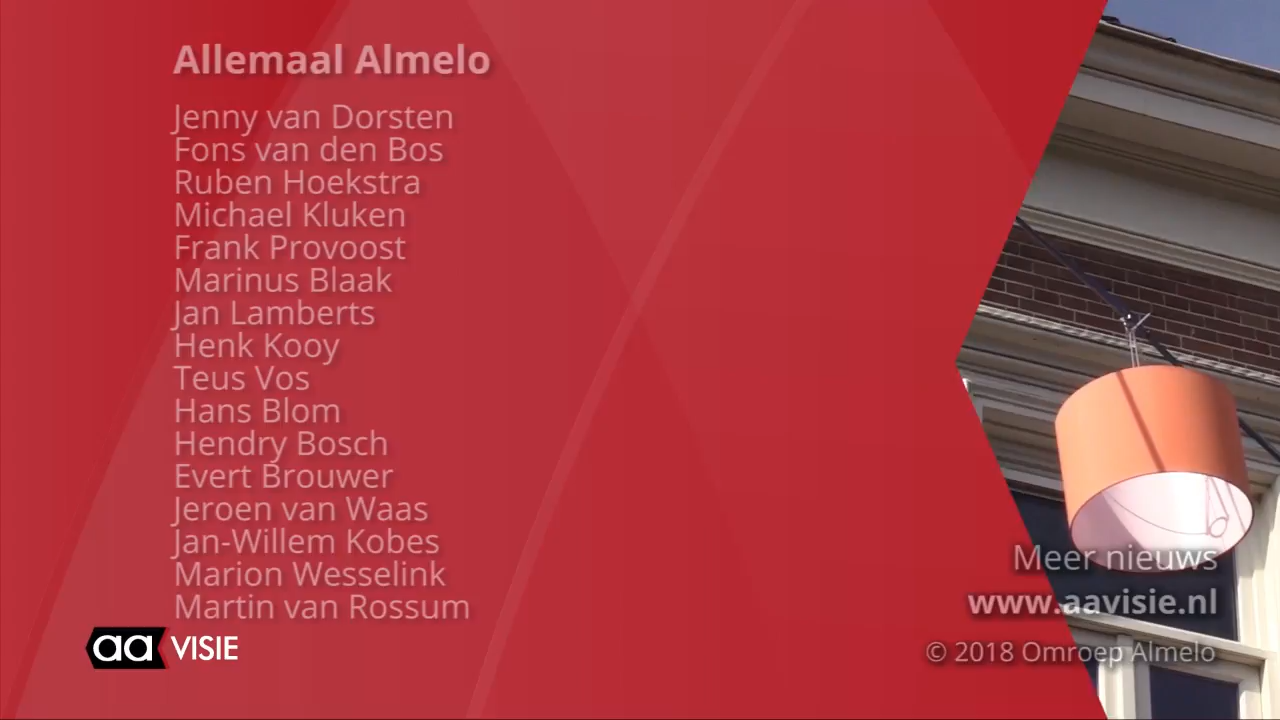 Allemaal Almelo
Jenny van Dorsten
Fons van den Bos
Ruben Hoekstra
Michael Kluken
Frank Provoost
Marinus Blaak
Jan Lamberts
Henk Kooy
Teus Vos
Hans Blom
Hendry Bosch
Evert Brouwer
Jeroen van Waas
Jan-Willem Kobes
Marion Wesselink
Martin van Rossum
aa VISIE
Meer nieuws
www.aavisie.nl
© 2018 Omroep Almelo